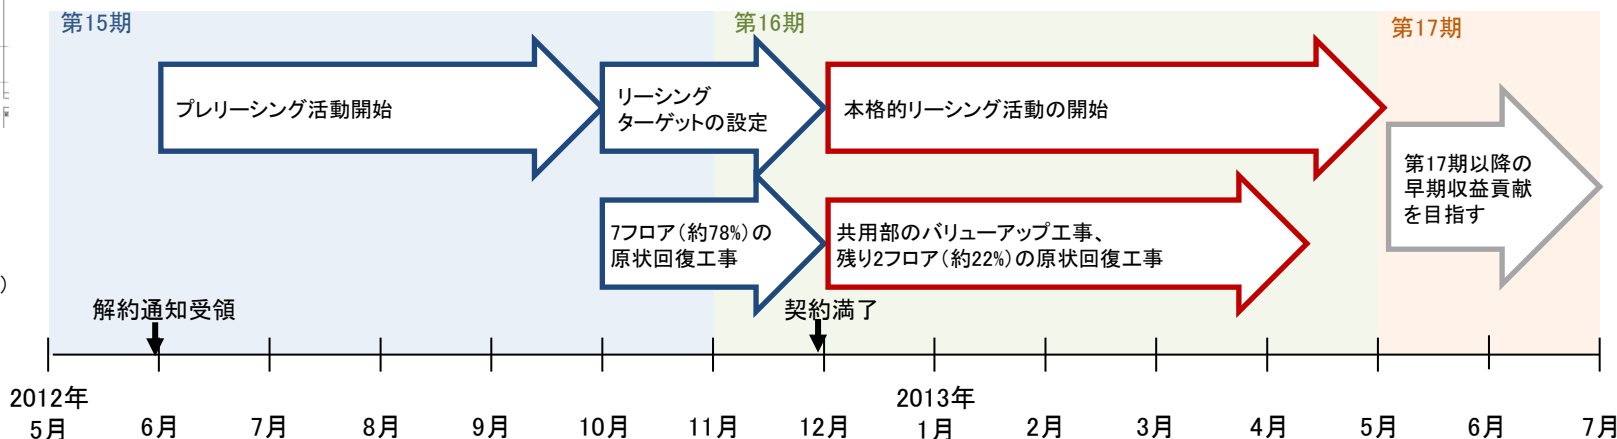 第15期
第16期
第17期
プレリーシング活動開始
リーシング
ターゲットの設定
本格的リーシング活動の開始
第17期以降の
早期収益貢献
を目指す
7フロア（約78%）の
原状回復工事
共用部のバリューアップ工事、
残り2フロア（約22%）の原状回復工事
）
解約通知受領
契約満了
2012年
5月
6月
7月
8月
9月
10月
11月
12月
2013年
1月
2月
3月
4月
5月
6月
7月